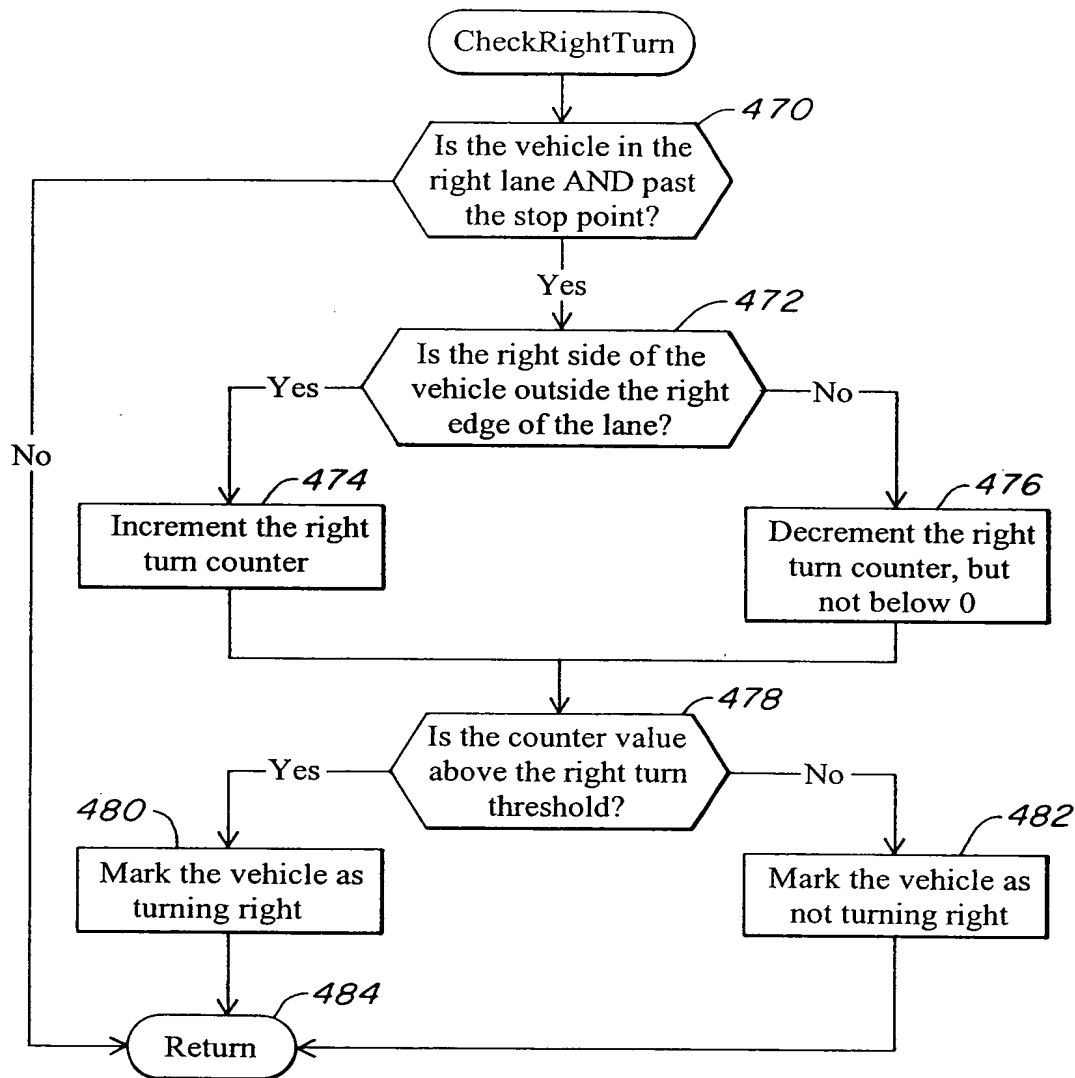 CheckRightTurn
470
Is the vehicle in the
right lane AND past
the stop point?
Yes
472
Is the right side of the
vehicle outside the right
edge of the lane?
Yes
No
No
474
Increment the right
turn counter
476
Decrement the right
turn counter, but
not below 0
478
Is the counter value
above the right turn
threshold?
Yes
No
480
Mark the vehicle as
turning right
482
Mark the vehicle as
not turning right
484
Return